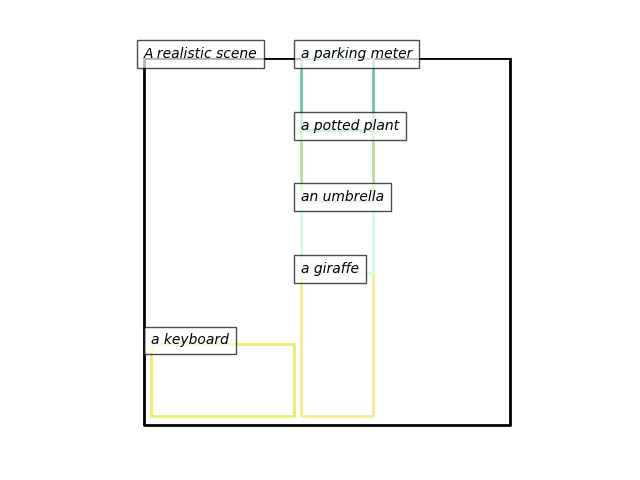 A realistic scene
a parking meter
a potted plant
an umbrella
a giraffe
a keyboard